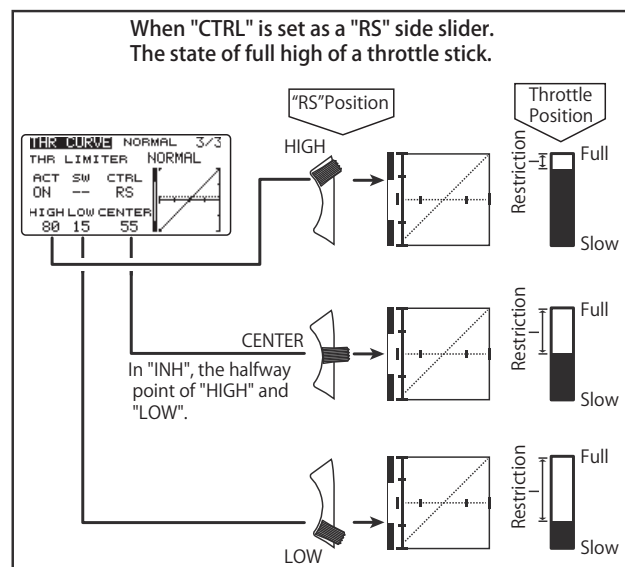 When "CTRL" is set as a "RS" side slider.
The state of full high of a throttle stick.
THR CURVE NORMAL 3/3
THR LIMITER NORMAL
ACT SW CTRL
ON -- RS
HIGH LOW CENTER
80 15 55
“RS”Position
Throttle
Position
HIGH
Restriction
Full
Slow
CENTER
In "INH", the halfway
point of "HIGH" and
"LOW".
Restriction
Full
Slow
LOW
Restriction
Full
Slow